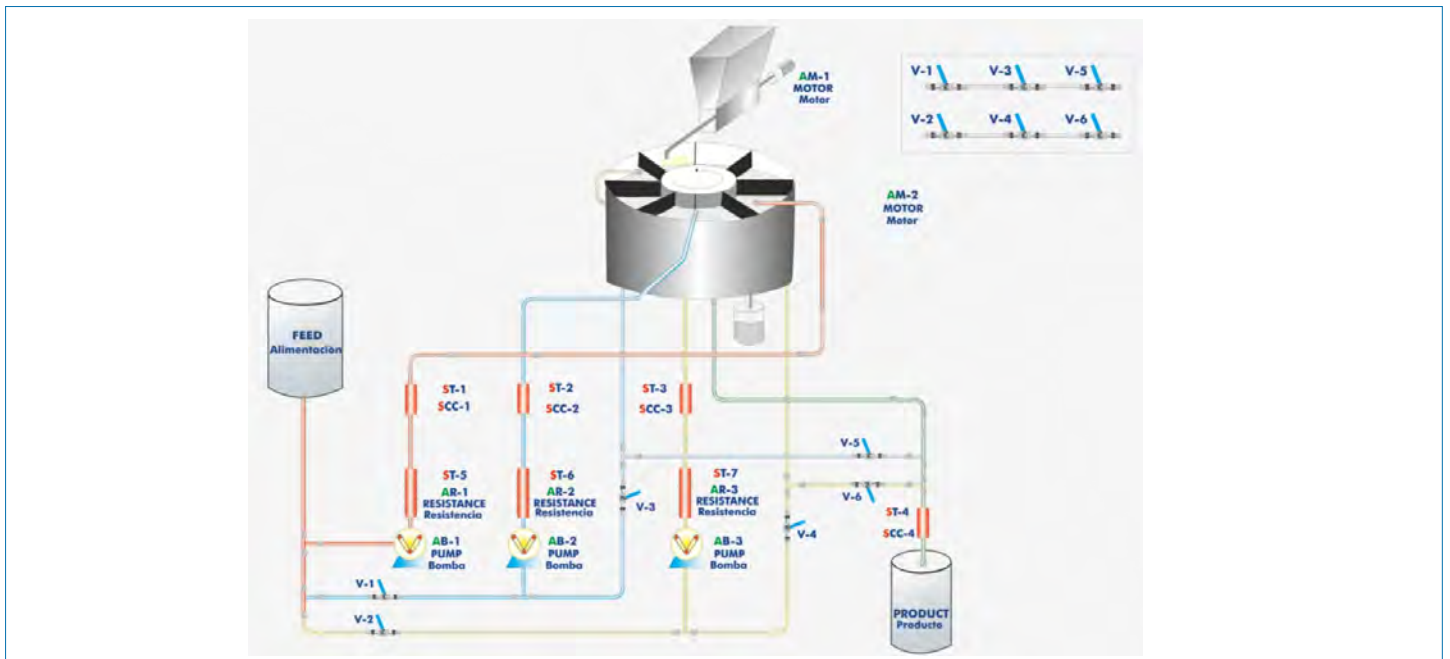 AM-1
MOTOR
Motor
V-1
V-3
V-5
V-2
V-4
V-6
AM-2
MOTOR
Motor
FEED
Alimentaciòn
ST-1
SCC-1
ST-2
SCC-2
ST-3
SCC-3
V-5
ST-5
AR-1
RESISTANCE
Resistencia
ST-6
AR-2
RESISTANCE
Resistencia
V-3
ST-7
AR-3
RESISTANCE
Resistencia
V-6
V-4
ST-4
SCC-4
AB-1
PUMP
Bomba
AB-2
PUMP
Bomba
AB-3
PUMP
Bomba
V-1
V-2
PRODUCT
Producto